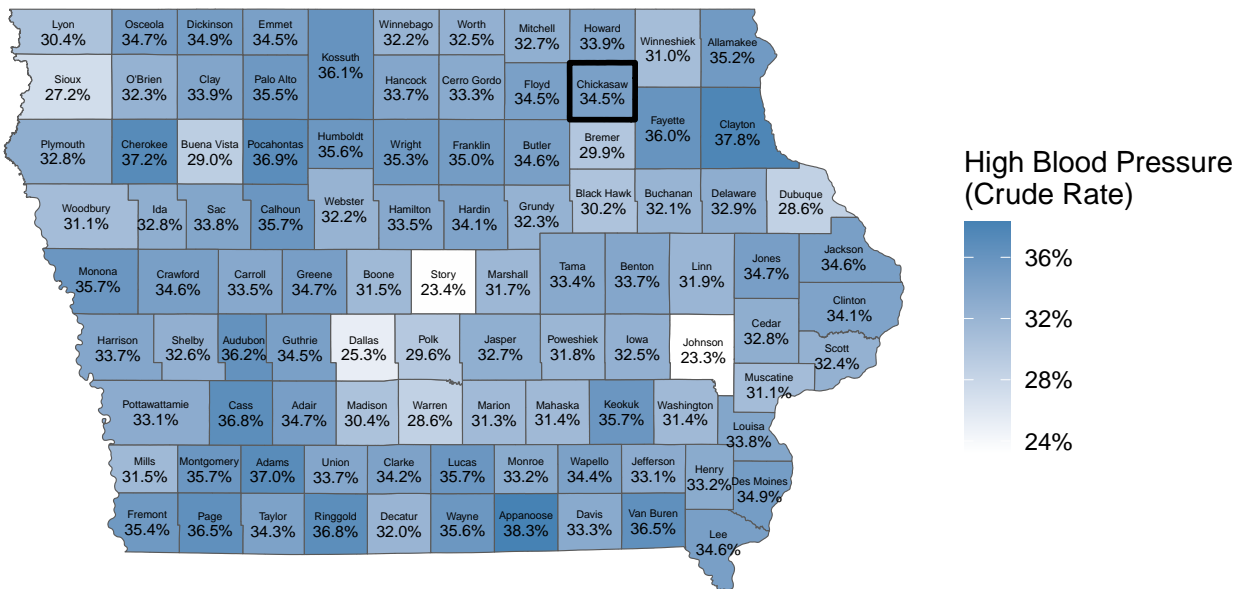 Lyon
30.4%
Osceola
34.7%
Dickinson
34.9%
Emmet
34.5%
Kossuth
36.1%
Winnebago
32.2%
Worth
32.5%
Mitchell
32.7%
Howard
33.9%
Winneshiek
31.0%
Allamakee
35.2%
Sioux
27.2%
O'Brien
32.3%
Clay
33.9%
Palo Alto
35.5%
Hancock
33.7%
Cerro Gordo
33.3%
Floyd
34.5%
Chickasaw
34.5%
Fayette
36.0%
Clayton
37.8%
Plymouth
32.8%
Cherokee
37.2%
Buena Vista
29.0%
Pocahontas
36.9%
Humboldt
35.6%
Wright
35.3%
Franklin
35.0%
Butler
34.6%
Bremer
29.9%
Woodbury
31.1%
Ida
32.8%
Sac
33.8%
Calhoun
35.7%
Webster
32.2%
Hamilton
33.5%
Hardin
34.1%
Grundy
32.3%
Black Hawk
30.2%
Buchanan
32.1%
Delaware
32.9%
Dubuque
28.6%
Monona
35.7%
Crawford
34.6%
Carroll
33.5%
Greene
34.7%
Boone
31.5%
Story
23.4%
Marshall
31.7%
Tama
33.4%
Benton
33.7%
Linn
31.9%
Jones
34.7%
Jackson
34.6%
Clinton
34.1%
Harrison
33.7%
Shelby
32.6%
Audubon
36.2%
Guthrie
34.5%
Dallas
25.3%
Polk
29.6%
Jasper
32.7%
Poweshiek
31.8%
Iowa
32.5%
Johnson
23.3%
Cedar
32.8%
Scott
32.4%
Muscatine
31.1%
Pottawattamie
33.1%
Cass
36.8%
Adair
34.7%
Madison
30.4%
Warren
28.6%
Marion
31.3%
Mahaska
31.4%
Keokuk
35.7%
Washington
31.4%
Louisa
33.8%
Mills
31.5%
Montgomery
35.7%
Adams
37.0%
Union
33.7%
Clarke
34.2%
Lucas
35.7%
Monroe
33.2%
Wapello
34.4%
Jefferson
33.1%
Henry
33.2%
Des Moines
34.9%
Fremont
35.4%
Page
36.5%
Taylor
34.3%
Ringgold
36.8%
Decatur
32.0%
Wayne
35.6%
Appanoose
38.3%
Davis
33.3%
Van Buren
36.5%
Lee
34.6%
High Blood Pressure
(Crude Rate)
36%
32%
28%
24%